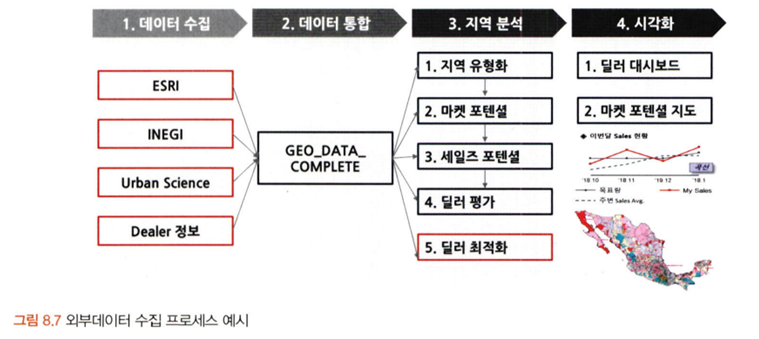 1. 데이터 수집
2. 데이터 통합
3. 지역 분석
4. 시각화
ESRI
INEGI
Urban Science
Dealer 정보
GEO_DATA_
COMPLETE
1. 지역 유형화
2. 마켓 포텐셜
3. 세일즈 포텐셜
4. 딜러 평가
5. 딜러 최적화
1. 딜러 대시보드
2. 마켓 포텐셜 지도
◆ 이번달 Sales 현황
'18 10
'18 11
'19 12
'18 1
목표량
My Sales
주변 Sales Avg.
그림 8.7 외부데이터 수집 프로세스 예시